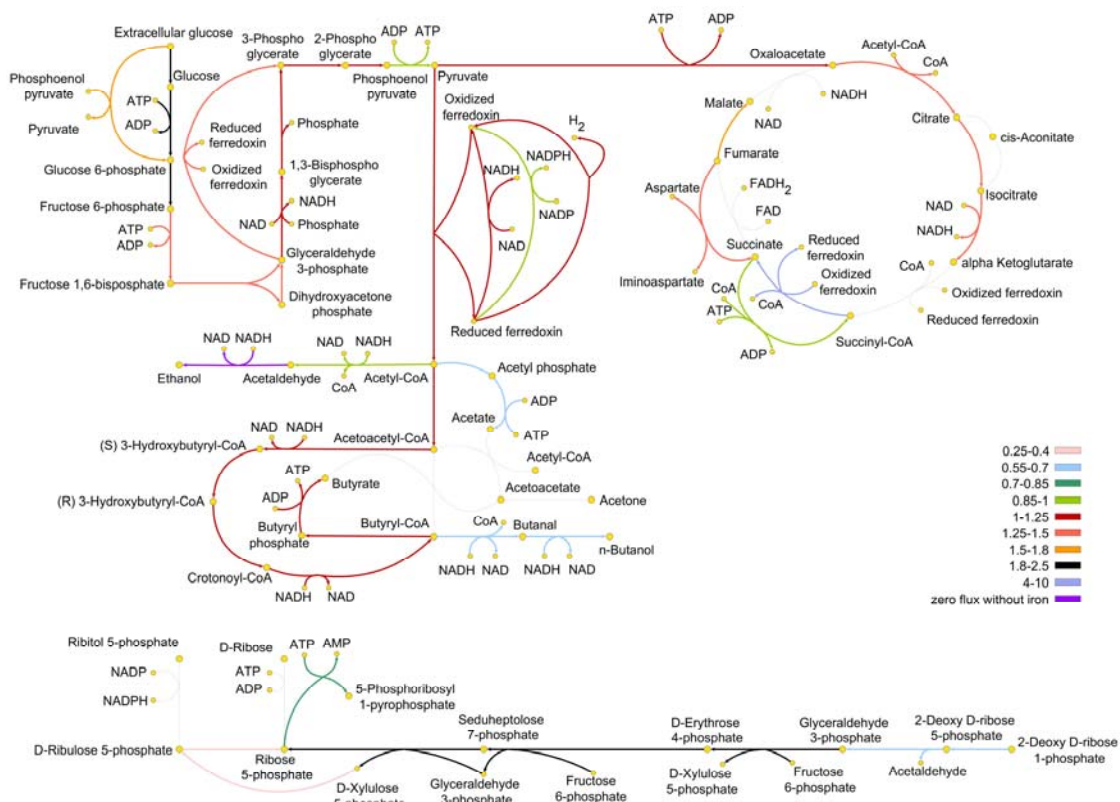 Extracellular glucose
Phosphoenol
pyruvate
Pyruvate
Glucose
ATP
ADP
Glucose 6-phosphate
Fructose 6-phosphate
ATP
ADP
Fructose 1,6-bisposphate
3-Phospho
glycerate
2-Phospho
glycerate
ADP
ATP
Phosphoenol
pyruvate
Pyruvate
Reduced
ferredoxin
Oxidized
ferredoxin
Phosphate
1,3-Bisphospho
glycerate
NADH
NAD
Phosphate
Glyceraldehyde
3-phosphate
Dihydroxyacetone
phosphate
Oxidized
ferredoxin
H2
NADH
NADPH
NADP
NAD
Reduced ferredoxin
ATP
ADP
Oxaloacetate
Acetyl-CoA
CoA
Malate
NADH
NAD
Citrate
cis-Aconitate
Fumarate
Aspartate
FADH2
FAD
Isocitrate
NAD
NADH
Succinate
Reduced
ferredoxin
Iminoaspartate
CoA
alpha Ketoglutarate
CoA
ATP
CoA
Oxidized
ferredoxin
Oxidized ferredoxin
Reduced ferredoxin
ADP
Succinyl-CoA
NAD
NADH
NAD
NADH
Ethanol
Acetaldehyde
CoA
Acetyl-CoA
Acetyl phosphate
ADP
Acetate
ATP
(S) 3-Hydroxybutyryl-CoA
NAD
NADH
Acetoacetyl-CoA
Acetyl-CoA
ATP
Butyrate
Acetoacetate
Acetone
(R) 3-Hydroxybutyryl-CoA
ADP
Butyryl
phosphate
Butyryl-CoA
CoA
Butanal
n-Butanol
NADH
NAD
NADH
NAD
Crotonoyl-CoA
NADH
NAD
0.25-0.4
0.55-0.7
0.7-0.85
0.85-1
1-1.25
1.25-1.5
1.5-1.8
1.8-2.5
4-10
zero flux without iron
Ribitol 5-phosphate
NADP
NADPH
D-Ribose
ATP
ADP
ATP
AMP
5-Phosphoribosyl
1-pyrophosphate
D-Ribulose 5-phosphate
Ribose
5-phosphate
D-Xylulose
5-phosphate
Seduheptolose
7-phosphate
Glyceraldehyde
3-phosphate
Fructose
6-phosphate
D-Erythrose
4-phosphate
D-Xylulose
5-phosphate
Fructose
6-phosphate
Glyceraldehyde
3-phosphate
2-Deoxy D-ribose
5-phosphate
Acetaldehyde
2-Deoxy D-ribose
1-phosphate